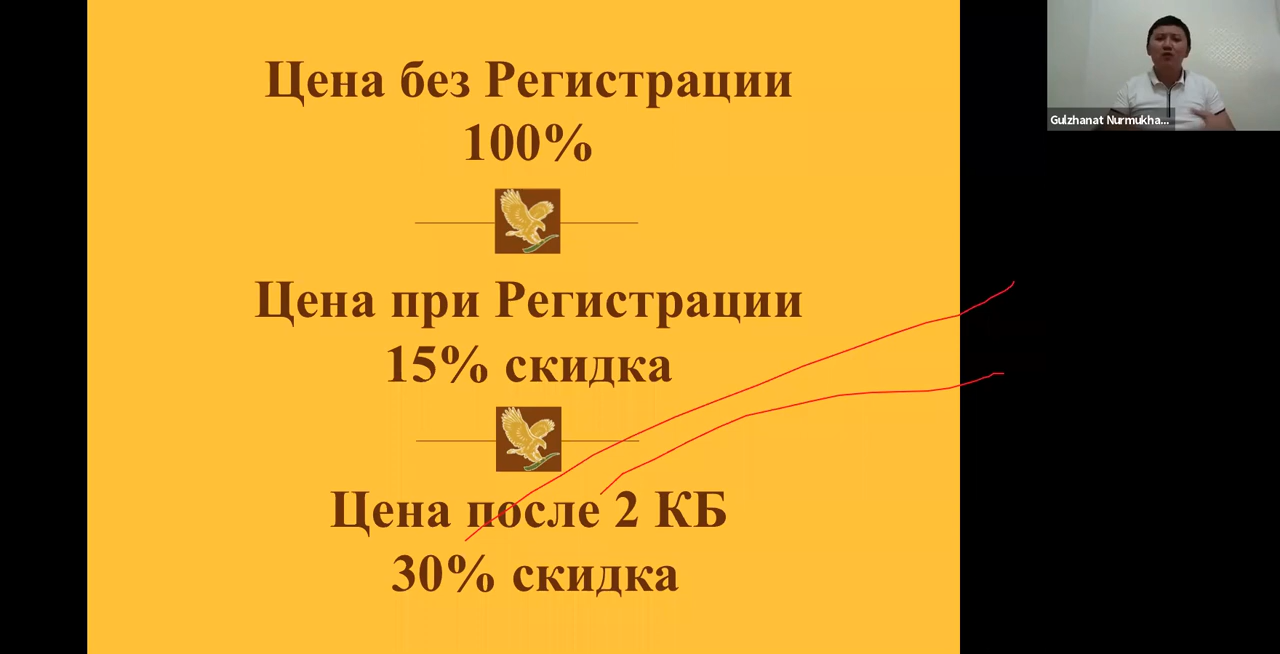 Цена без Регистрации
100%
Цена при Регистрации
15% скидка
Цена после 2 КБ
30% скидка
Gulzhanat Nurmukha...